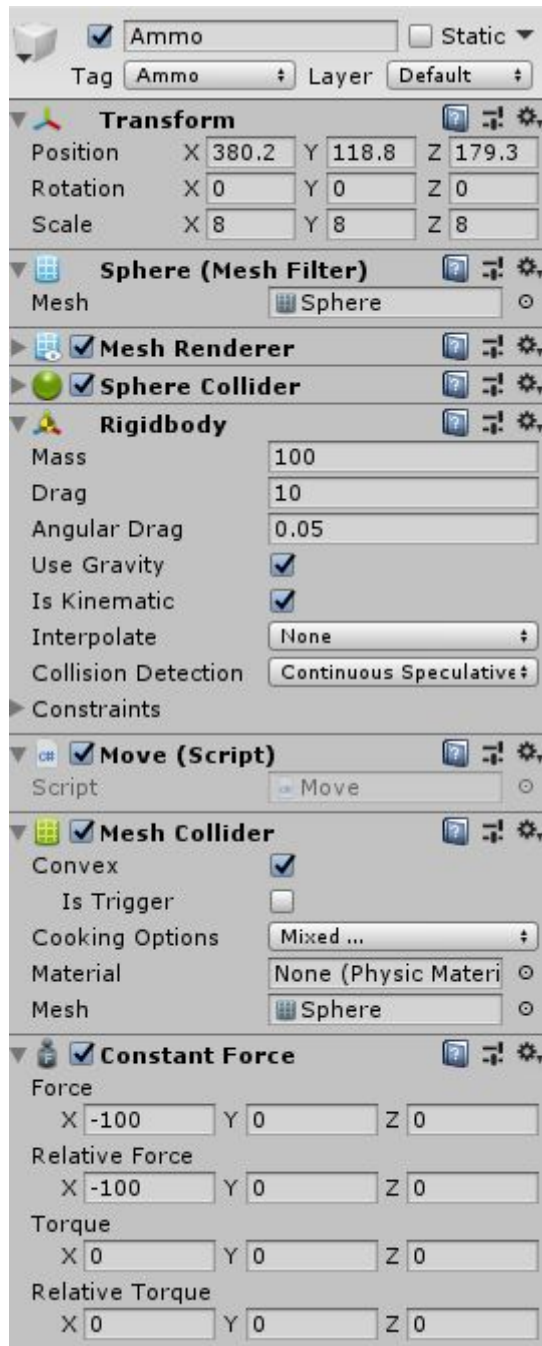 Ammo Static
Tag Ammo Layer Default
Transform
Position X 380.2 Y 118.8 Z 179.3
Rotation X 0 Y 0 Z 0
Scale X 8 Y 8 Z 8
Sphere (Mesh Filter)
Mesh Sphere
Mesh Renderer
Sphere Collider
Rigidbody
Mass 100
Drag 10
Angular Drag 0.05
Use Gravity
Is Kinematic
Interpolate None
Collision Detection Continuous Speculative
Constraints
c# Move (Script)
Script Move
Mesh Collider
Convex
Is Trigger
Cooking Options Mixed ...
Material None (Physic Materi
Mesh Sphere
Constant Force
Force
X -100 Y 0 Z 0
Relative Force
X -100 Y 0 Z 0
Torque
X 0 Y 0 Z 0
Relative Torque
X 0 Y 0 Z 0